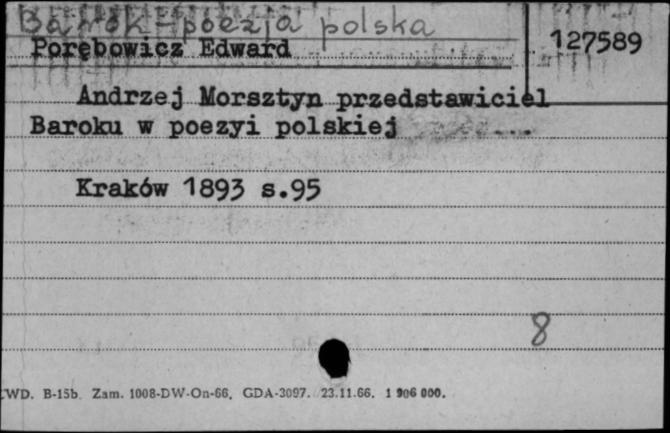 Barok - poezja polska
Porębowicz Edward
127589
Andrzej Morsztyn przedstawiciel
Baroku w poezyi polskiej
Kraków 1893 s.95
8
WD. B-15b. Zam. 1008-DW-On-66. GDA-3097. 23.11.66. 1 906 000.